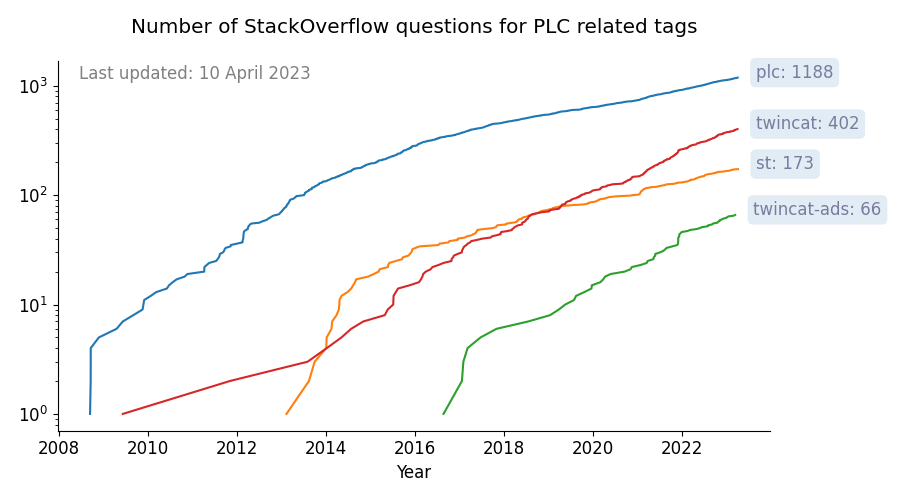 Number of StackOverflow questions for PLC related tags
Last updated: 10 April 2023
plc: 1188
twincat: 402
st: 173
twincat-ads: 66
10³
10²
10¹
10⁰
2008 2010 2012 2014 2016 2018 2020 2022
Year